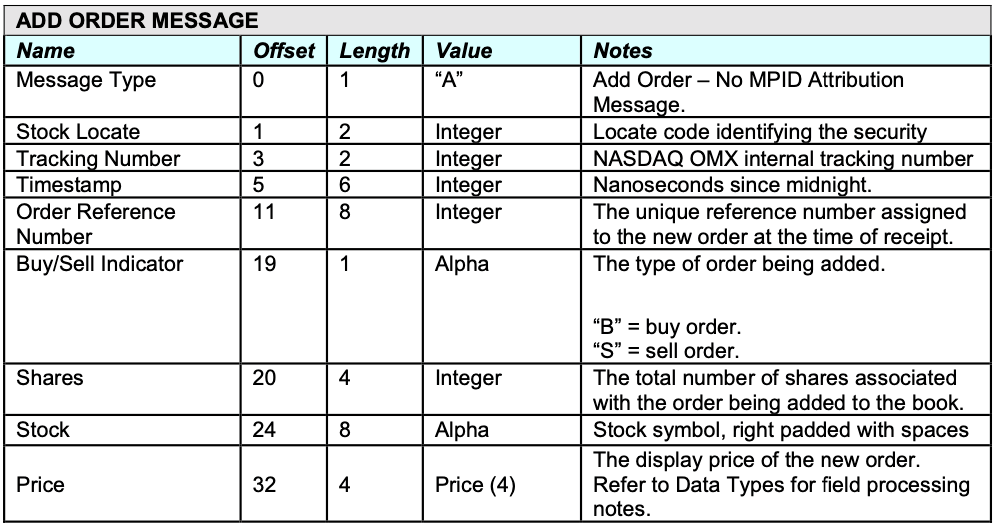 ADD ORDER MESSAGE
Name Offset Length Value Notes
Message Type 0 1 “A” Add Order – No MPID Attribution
Message.
Stock Locate 1 2 Integer Locate code identifying the security
Tracking Number 3 2 Integer NASDAQ OMX internal tracking number
Timestamp 5 6 Integer Nanoseconds since midnight.
Order Reference 11 8 Integer The unique reference number assigned
Number to the new order at the time of receipt.
Buy/Sell Indicator 19 1 Alpha The type of order being added.
“B” = buy order.
“S” = sell order.
Shares 20 4 Integer The total number of shares associated
with the order being added to the book.
Stock 24 8 Alpha Stock symbol, right padded with spaces
The display price of the new order.
Price 32 4 Price (4) Refer to Data Types for field processing
notes.